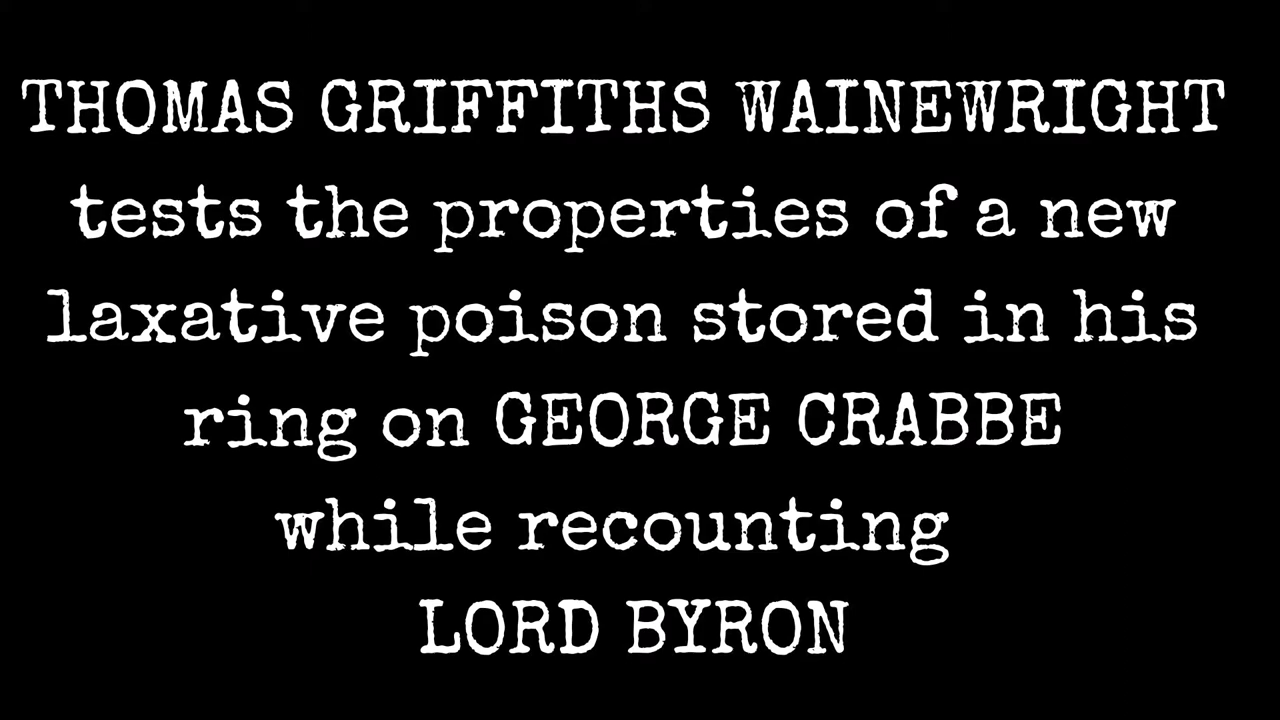 THOMAS GRIFFITHS WAINEWRIGHT
tests the properties of a new
laxative poison stored in his
ring on GEORGE CRABBE
while recounting
LORD BYRON